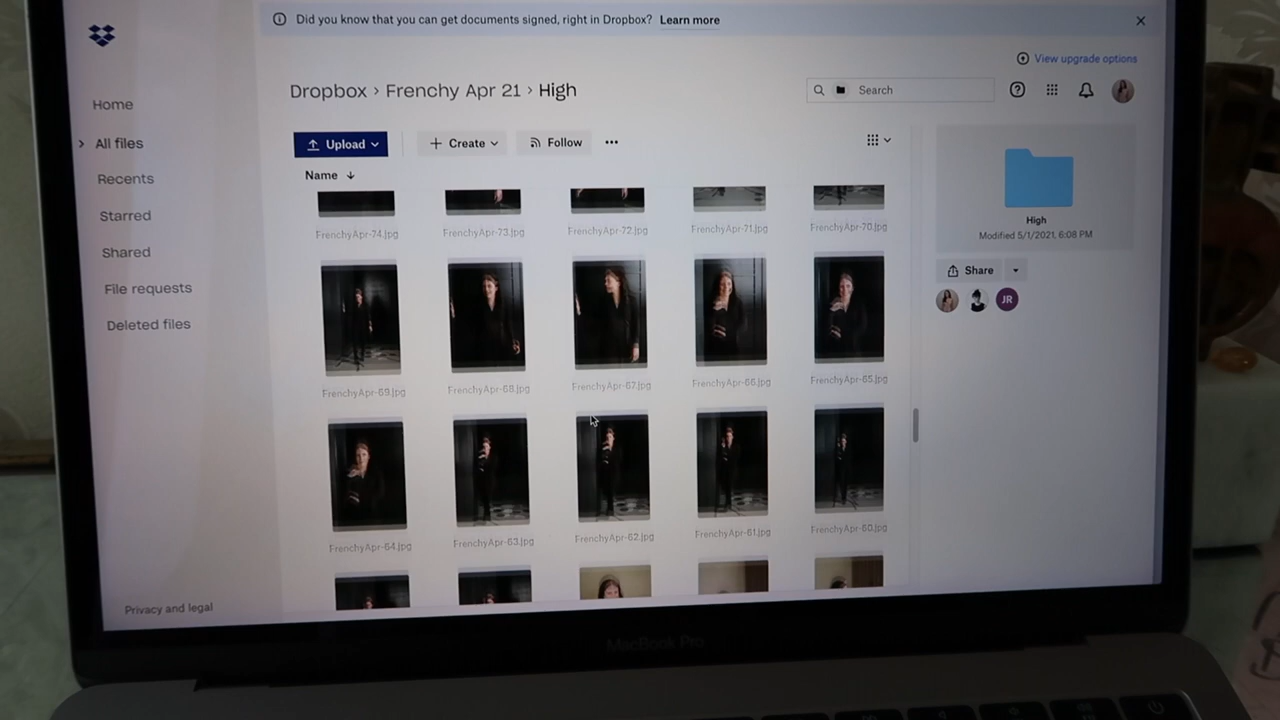 Did you know that you can get documents signed, right in Dropbox? Learn more
View upgrade options
Dropbox › Frenchy Apr 21 › High
Search
Home
All files
Recents
Starred
Shared
File requests
Deleted files
Privacy and legal
Upload
Create
Follow
Name
FrenchyApr-74.jpg
FrenchyApr-73.jpg
FrenchyApr-72.jpg
FrenchyApr-71.jpg
FrenchyApr-70.jpg
FrenchyApr-69.jpg
FrenchyApr-68.jpg
FrenchyApr-67.jpg
FrenchyApr-66.jpg
FrenchyApr-65.jpg
FrenchyApr-64.jpg
FrenchyApr-63.jpg
FrenchyApr-62.jpg
FrenchyApr-61.jpg
FrenchyApr-60.jpg
High
Modified 5/1/2021, 6:08 PM
Share
JR
MacBook Pro